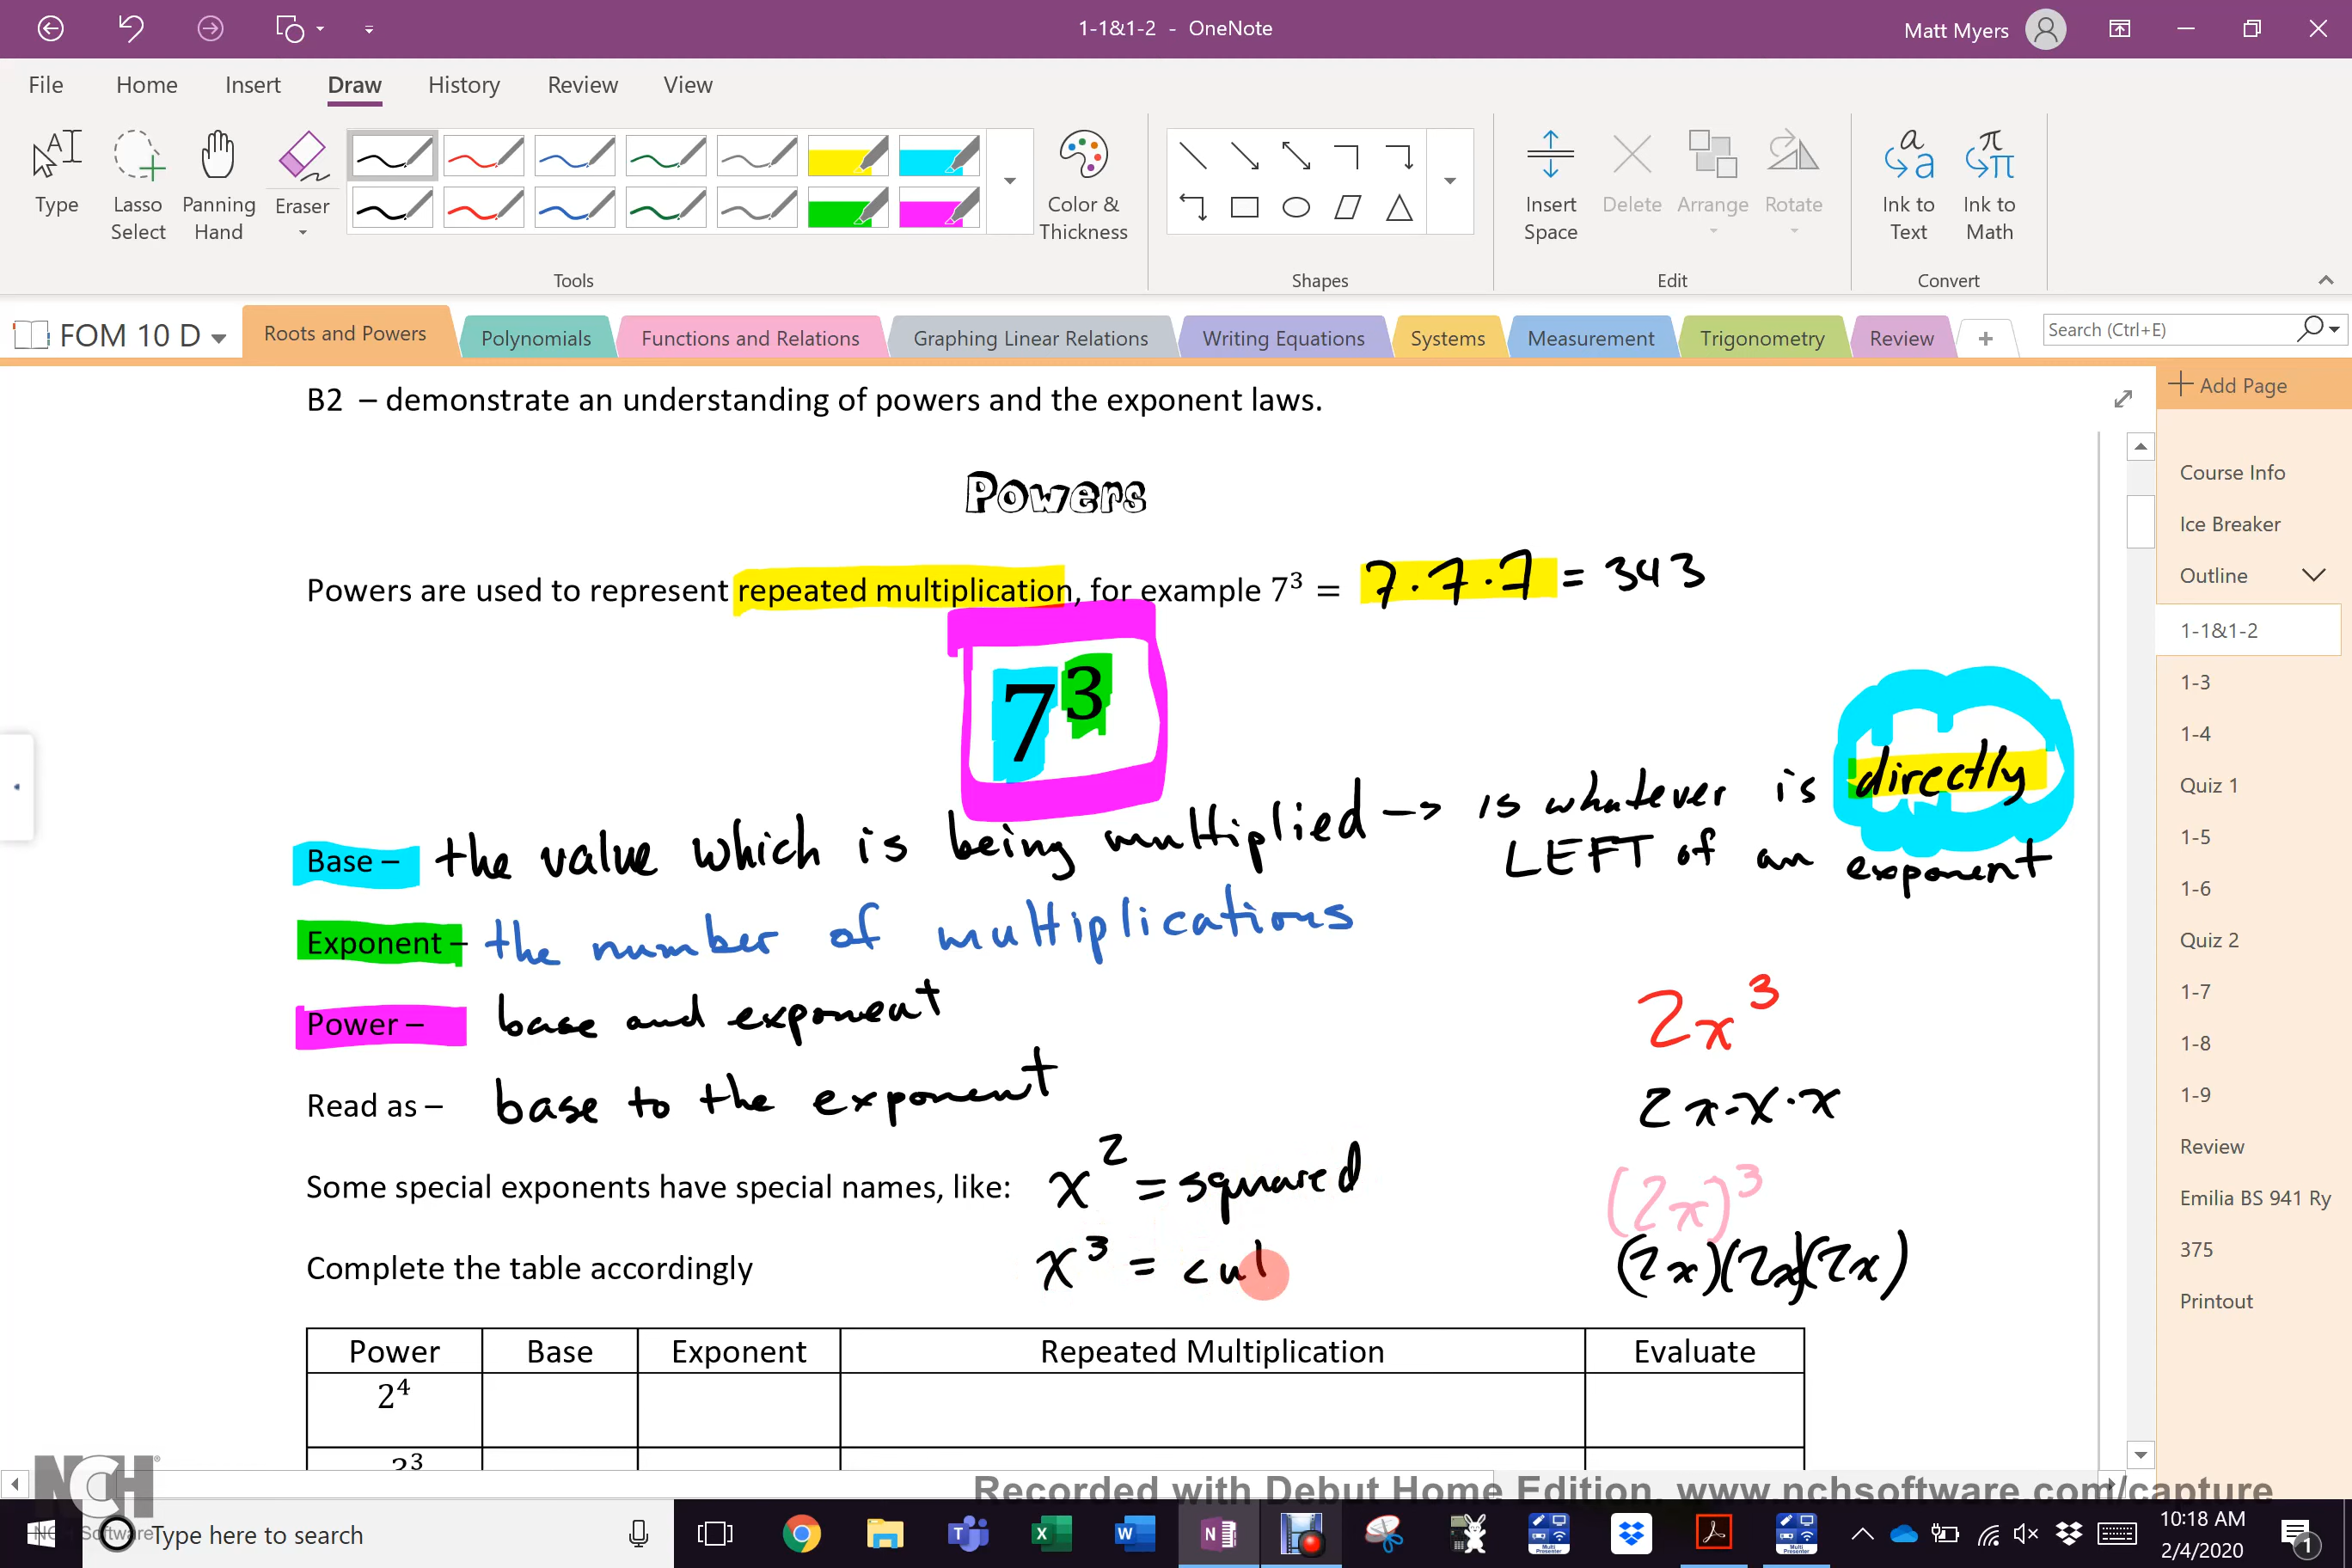 1-1&1-2 - OneNote
Matt Myers
File Home Insert Draw History Review View
Type
Lasso Select
Panning Hand
Eraser
Color & Thickness
Insert Space
Delete
Arrange
Rotate
Ink to Text
Ink to Math
Tools Shapes Edit Convert
FOM 10 D
Roots and Powers Polynomials Functions and Relations Graphing Linear Relations Writing Equations Systems Measurement Trigonometry Review +
Search (Ctrl+E)
B2 – demonstrate an understanding of powers and the exponent laws.
Powers
Powers are used to represent repeated multiplication, for example 7³ = 7·7·7 = 343
7³
Base – the value which is being multiplied –> is whatever is directly
LEFT of an exponent
Exponent – the number of multiplications
Power – base and exponent
2x³
Read as – base to the exponent
2x·x·x
Some special exponents have special names, like: x² = squared
(2x)³
Complete the table accordingly x³ = cu
(2x)(2x)(2x)
Power Base Exponent Repeated Multiplication Evaluate
2⁴
Add Page
Course Info
Ice Breaker
Outline
1-1&1-2
1-3
1-4
Quiz 1
1-5
1-6
Quiz 2
1-7
1-8
1-9
Review
Emilia BS 941 Ry
375
Printout
NCH
NCH Software
Recorded with Debut Home Edition. www.nchsoftware.com/capture
Type here to search
10:18 AM
2/4/2020
1